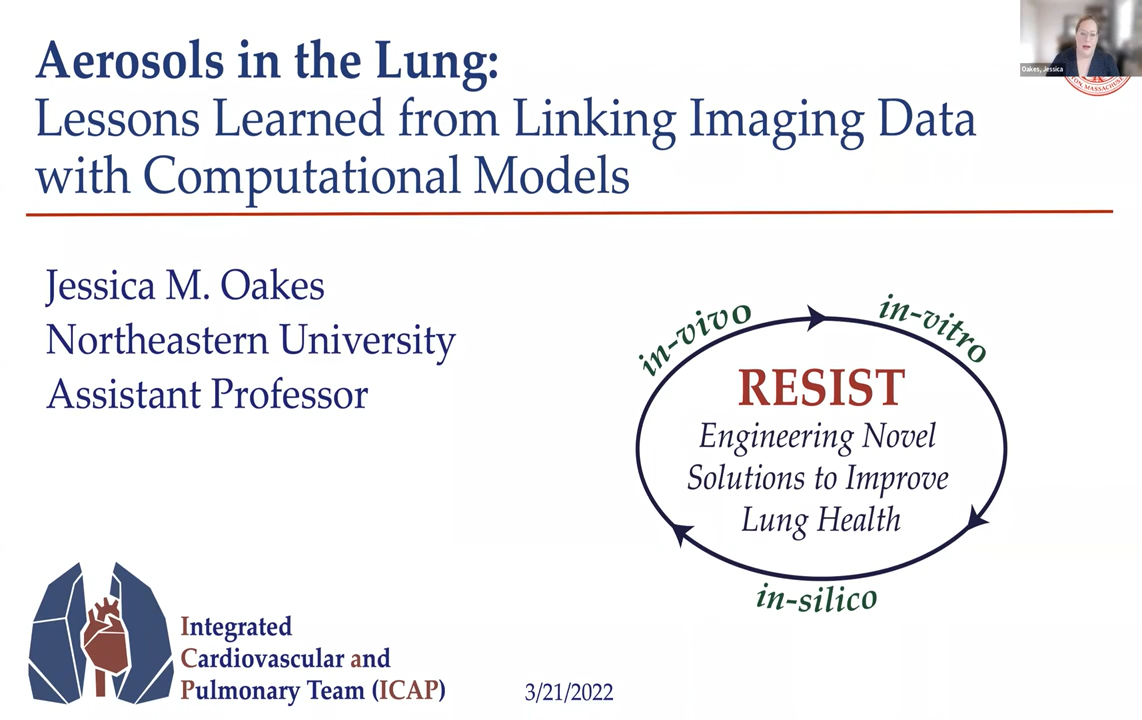 Aerosols in the Lung:
Lessons Learned from Linking Imaging Data
with Computational Models
Oakes, Jessica
Jessica M. Oakes
Northeastern University
Assistant Professor
in-vivo
in-vitro
RESIST
Engineering Novel
Solutions to Improve
Lung Health
in-silico
Integrated
Cardiovascular and
Pulmonary Team (ICAP)
3/21/2022